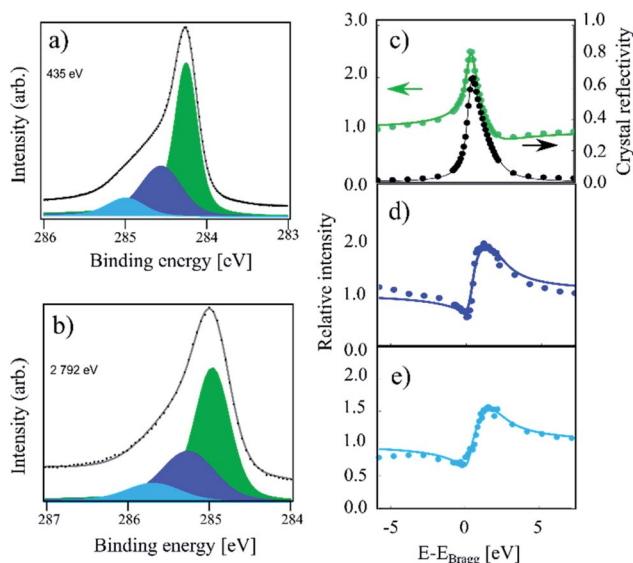 a)
435 eV
Intensity (arb.)
286 285 284 283
Binding energy [eV]
b)
2 792 eV
Intensity (arb.)
287 286 285 284
Binding energy [eV]
c)
3.0
2.0
1.0
0.0
1.0
0.8
0.6
0.4
0.2
0.0
Crystal reflectivity
d)
2.0
1.0
0.0
Relative intensity
e)
2.0
1.5
1.0
0.5
0.0
-5 0 5
E-EBragg [eV]